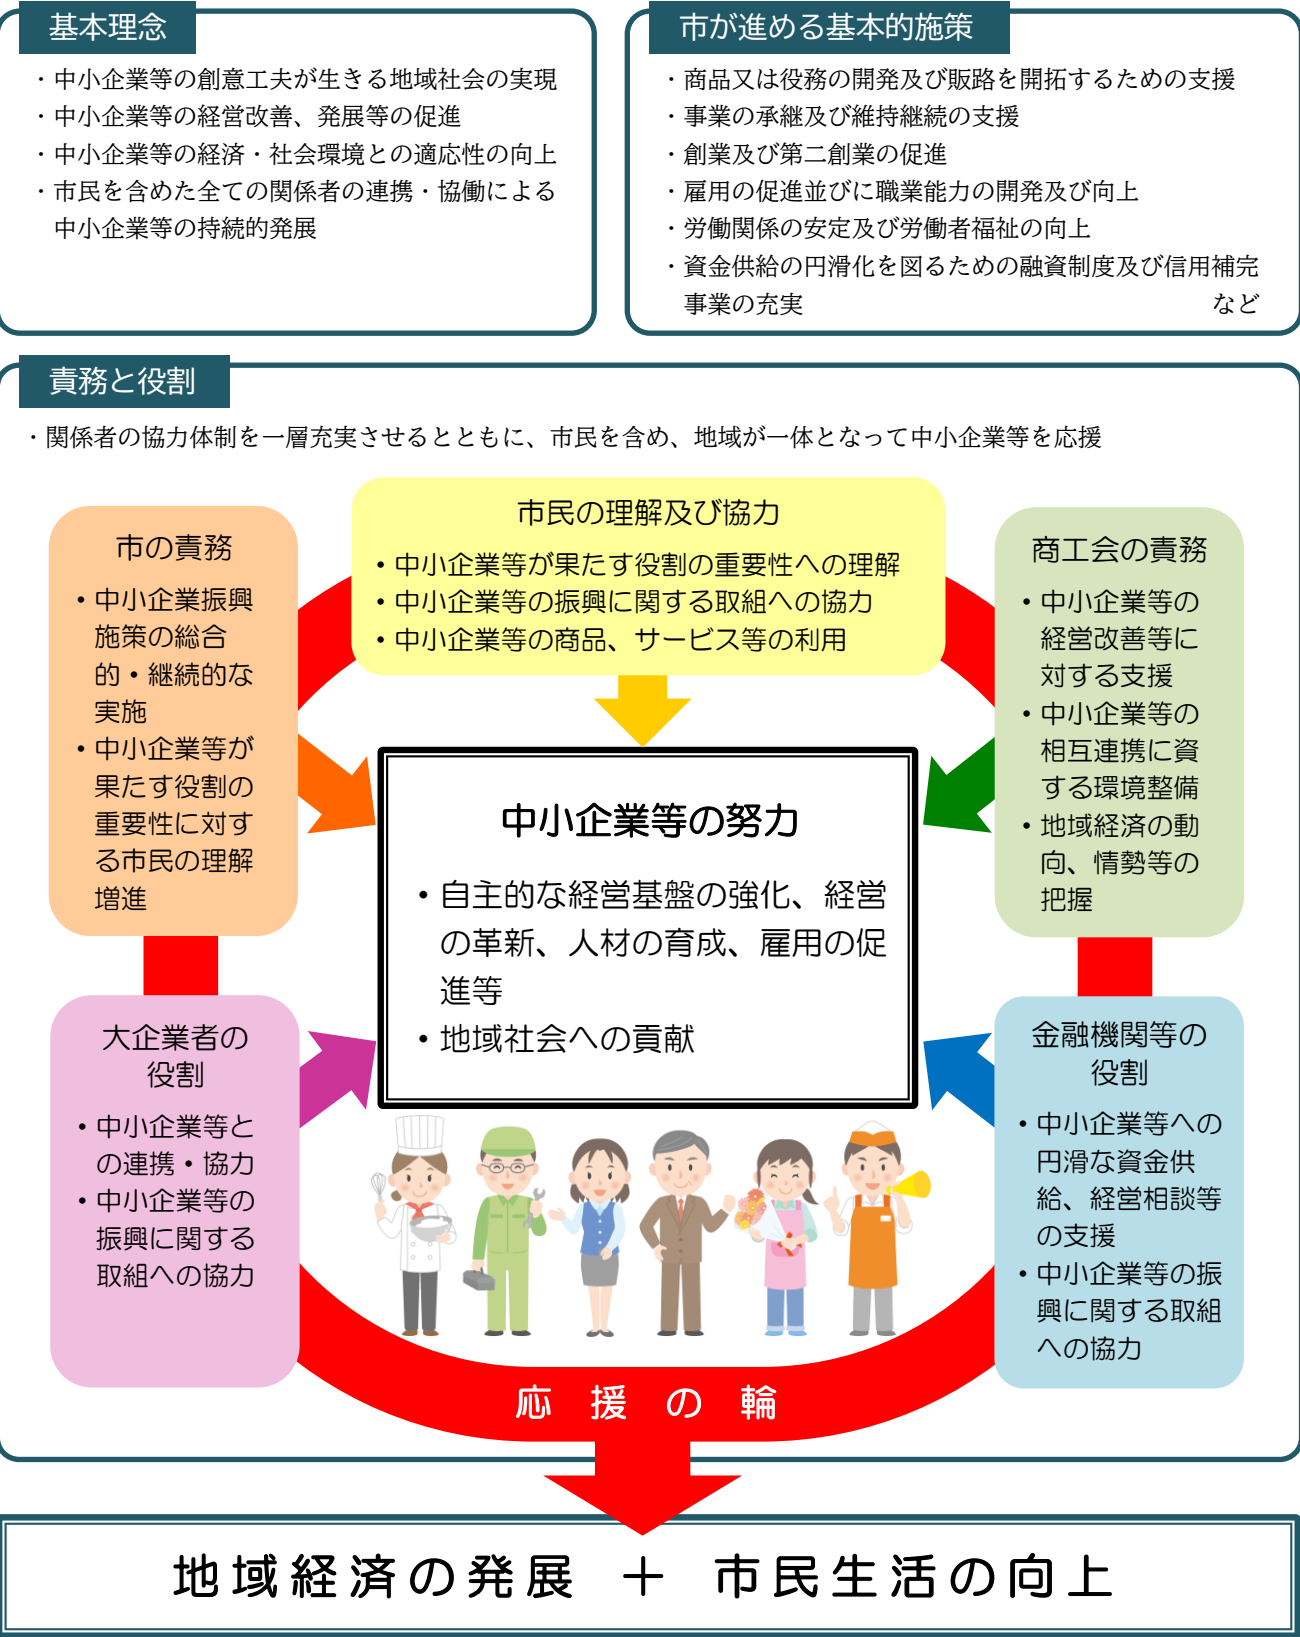 基本理念
・中小企業等の創意工夫が生きる地域社会の実現
・中小企業等の経営改善、発展等の促進
・中小企業等の経済・社会環境との適応性の向上
・市民を含めた全ての関係者の連携・協働による
中小企業等の持続的発展
市が進める基本的施策
・商品又は役務の開発及び販路を開拓するための支援
・事業の承継及び維持継続の支援
・創業及び第二創業の促進
・雇用の促進並びに職業能力の開発及び向上
・労働関係の安定及び労働者福祉の向上
・資金供給の円滑化を図るための融資制度及び信用補完
事業の充実 など
責務と役割
・関係者の協力体制を一層充実させるとともに、市民を含め、地域が一体となって中小企業等を応援
市民の理解及び協力
・中小企業等が果たす役割の重要性への理解
・中小企業等の振興に関する取組への協力
・中小企業等の商品、サービス等の利用
市の責務
・中小企業振興
施策の総合
的・継続的な
実施
・中小企業等が
果たす役割の
重要性に対す
る市民の理解
増進
商工会の責務
・中小企業等の
経営改善等に
対する支援
・中小企業等の
相互連携に資
する環境整備
・地域経済の動
向、情勢等の
把握
中小企業等の努力
・自主的な経営基盤の強化、経営
の革新、人材の育成、雇用の促
進等
・地域社会への貢献
大企業者の
役割
・中小企業等と
の連携・協力
・中小企業等の
振興に関する
取組への協力
金融機関等の
役割
・中小企業等への
円滑な資金供
給、経営相談等
の支援
・中小企業等の振
興に関する取組
への協力
応援の輪
地域経済の発展 ＋ 市民生活の向上